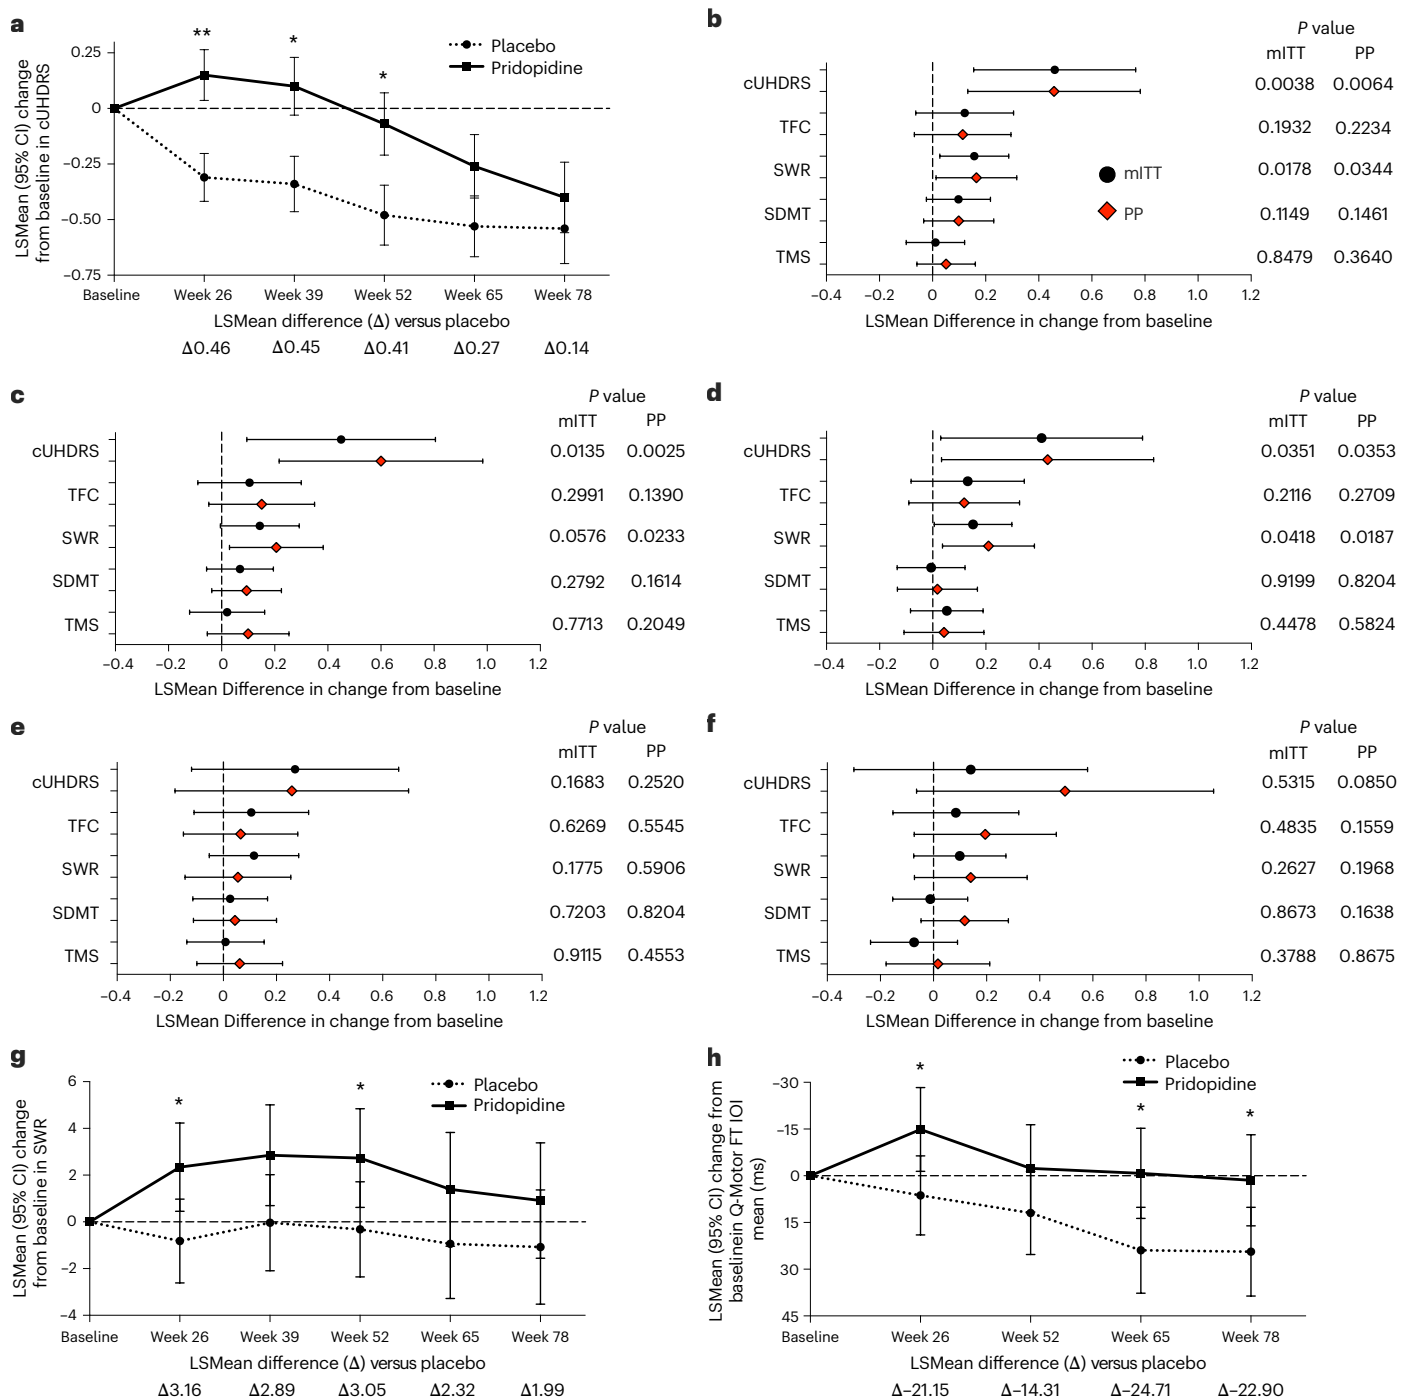 a
LSMean (95% CI) change
from baseline in cUHDRS
0.25
0
−0.25
−0.50
−0.75
** * *
Placebo
Pridopidine
Baseline Week 26 Week 39 Week 52 Week 65 Week 78
LSMean difference (Δ) versus placebo
Δ0.46 Δ0.45 Δ0.41 Δ0.27 Δ0.14
b
P value
mITT PP
cUHDRS 0.0038 0.0064
TFC 0.1932 0.2234
SWR 0.0178 0.0344
SDMT 0.1149 0.1461
TMS 0.8479 0.3640
mITT
PP
−0.4 −0.2 0 0.2 0.4 0.6 0.8 1.0 1.2
LSMean Difference in change from baseline
c
P value
mITT PP
cUHDRS 0.0135 0.0025
TFC 0.2991 0.1390
SWR 0.0576 0.0233
SDMT 0.2792 0.1614
TMS 0.7713 0.2049
−0.4 −0.2 0 0.2 0.4 0.6 0.8 1.0 1.2
LSMean Difference in change from baseline
d
P value
mITT PP
cUHDRS 0.0351 0.0353
TFC 0.2116 0.2709
SWR 0.0418 0.0187
SDMT 0.9199 0.8204
TMS 0.4478 0.5824
−0.4 −0.2 0 0.2 0.4 0.6 0.8 1.0 1.2
LSMean Difference in change from baseline
e
P value
mITT PP
cUHDRS 0.1683 0.2520
TFC 0.6269 0.5545
SWR 0.1775 0.5906
SDMT 0.7203 0.8204
TMS 0.9115 0.4553
−0.4 −0.2 0 0.2 0.4 0.6 0.8 1.0 1.2
LSMean Difference in change from baseline
f
P value
mITT PP
cUHDRS 0.5315 0.0850
TFC 0.4835 0.1559
SWR 0.2627 0.1968
SDMT 0.8673 0.1638
TMS 0.3788 0.8675
−0.4 −0.2 0 0.2 0.4 0.6 0.8 1.0 1.2
LSMean Difference in change from baseline
g
LSMean (95% CI) change
from baseline in SWR
6
4
2
0
−2
−4
* *
Placebo
Pridopidine
Baseline Week 26 Week 39 Week 52 Week 65 Week 78
LSMean difference (Δ) versus placebo
Δ3.16 Δ2.89 Δ3.05 Δ2.32 Δ1.99
h
LSMean (95% CI) change from
baselinein Q-Motor FT IOI
mean (ms)
-30
-15
0
15
30
45
* * *
Placebo
Pridopidine
Baseline Week 26 Week 52 Week 65 Week 78
LSMean difference (Δ) versus placebo
Δ−21.15 Δ−14.31 Δ−24.71 Δ−22.90